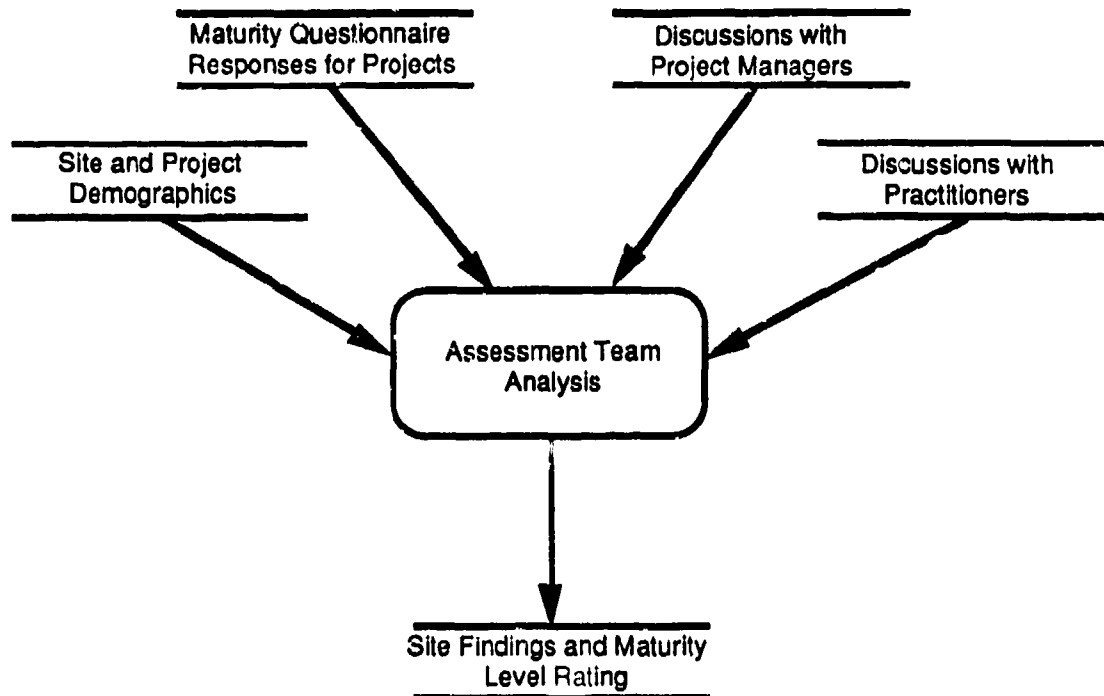 Maturity Questionnaire
Responses for Projects
Discussions with
Project Managers
Site and Project
Demographics
Discussions with
Practitioners
Assessment Team
Analysis
Site Findings and Maturity
Level Rating